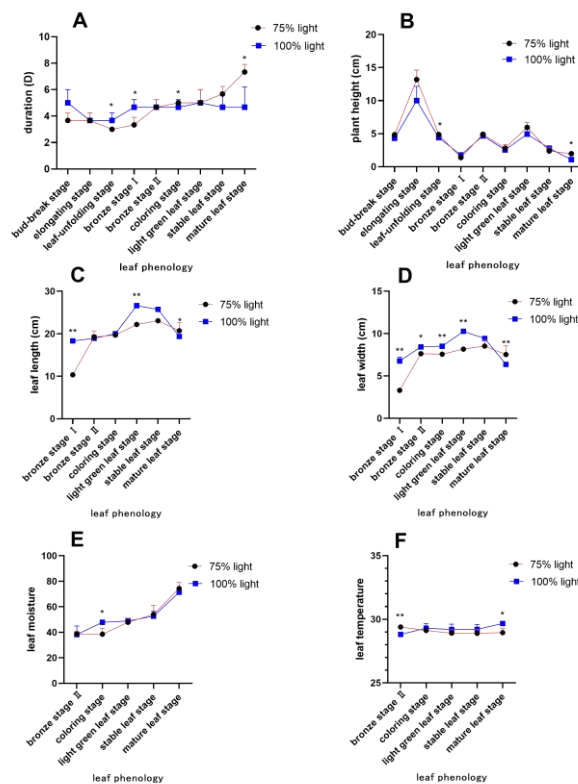 A
75% light
100% light
duration (D)
10
8
6
4
2
0
*
*
*
*
bud-break stage
elongating stage
leaf-unfolding stage
bronze stage Ⅰ
bronze stage Ⅱ
coloring stage
light green leaf stage
stable leaf stage
mature leaf stage
leaf phenology
B
75% light
100% light
plant height (cm)
20
15
10
5
0
*
*
bud-break stage
elongating stage
leaf-unfolding stage
bronze stage Ⅰ
bronze stage Ⅱ
coloring stage
light green leaf stage
stable leaf stage
mature leaf stage
leaf phenology
C
75% light
100% light
leaf length (cm)
30
20
10
0
**
**
*
bronze stage Ⅰ
bronze stage Ⅱ
coloring stage
light green leaf stage
stable leaf stage
mature leaf stage
leaf phenology
D
75% light
100% light
leaf width (cm)
15
10
5
0
**
*
**
**
**
bronze stage Ⅰ
bronze stage Ⅱ
coloring stage
light green leaf stage
stable leaf stage
mature leaf stage
leaf phenology
E
75% light
100% light
leaf moisture
100
80
60
40
20
0
*
bronze stage Ⅱ
coloring stage
light green leaf stage
stable leaf stage
mature leaf stage
leaf phenology
F
75% light
100% light
leaf temperature
35
31
29
25
**
*
bronze stage Ⅱ
coloring stage
light green leaf stage
stable leaf stage
mature leaf stage
leaf phenology